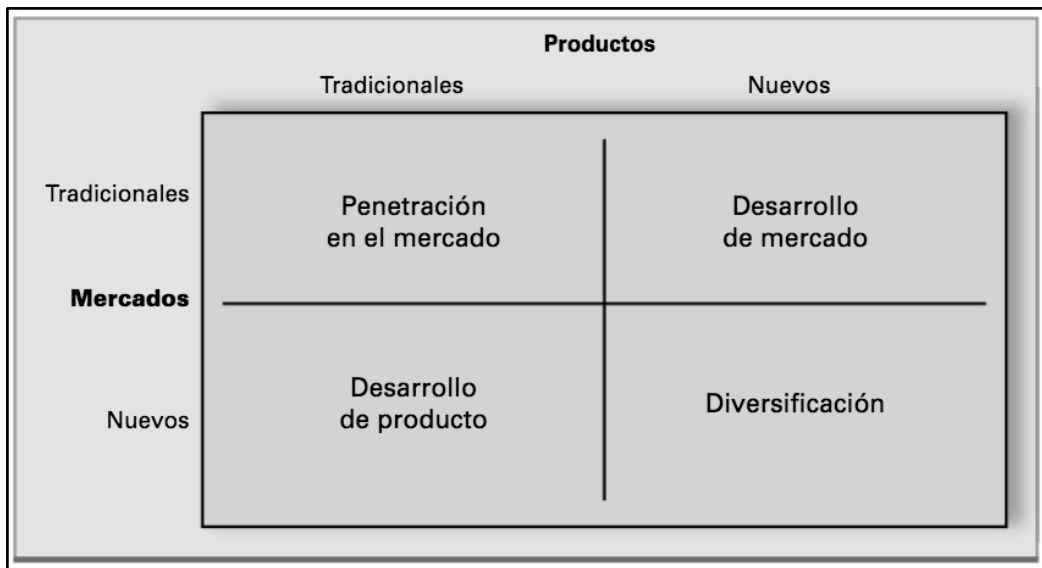 Productos
Tradicionales
Nuevos
Tradicionales
Penetración
en el mercado
Desarrollo
de mercado
Mercados
Nuevos
Desarrollo
de producto
Diversificación